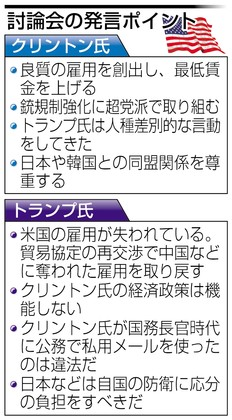 討論会の発言ポイント
クリントン氏
良質の雇用を創出し、最低賃
金を上げる
銃規制強化に超党派で取り組む
トランプ氏は人種差別的な言動
をしてきた
日本や韓国との同盟関係を尊
重する
トランプ氏
米国の雇用が失われている。
貿易協定の再交渉で中国など
に奪われた雇用を取り戻す
クリントン氏の経済政策は機
能しない
クリントン氏が国務長官時代
に公務で私用メールを使った
のは違法だ
日本などは自国の防衛に応分
の負担をすべきだ